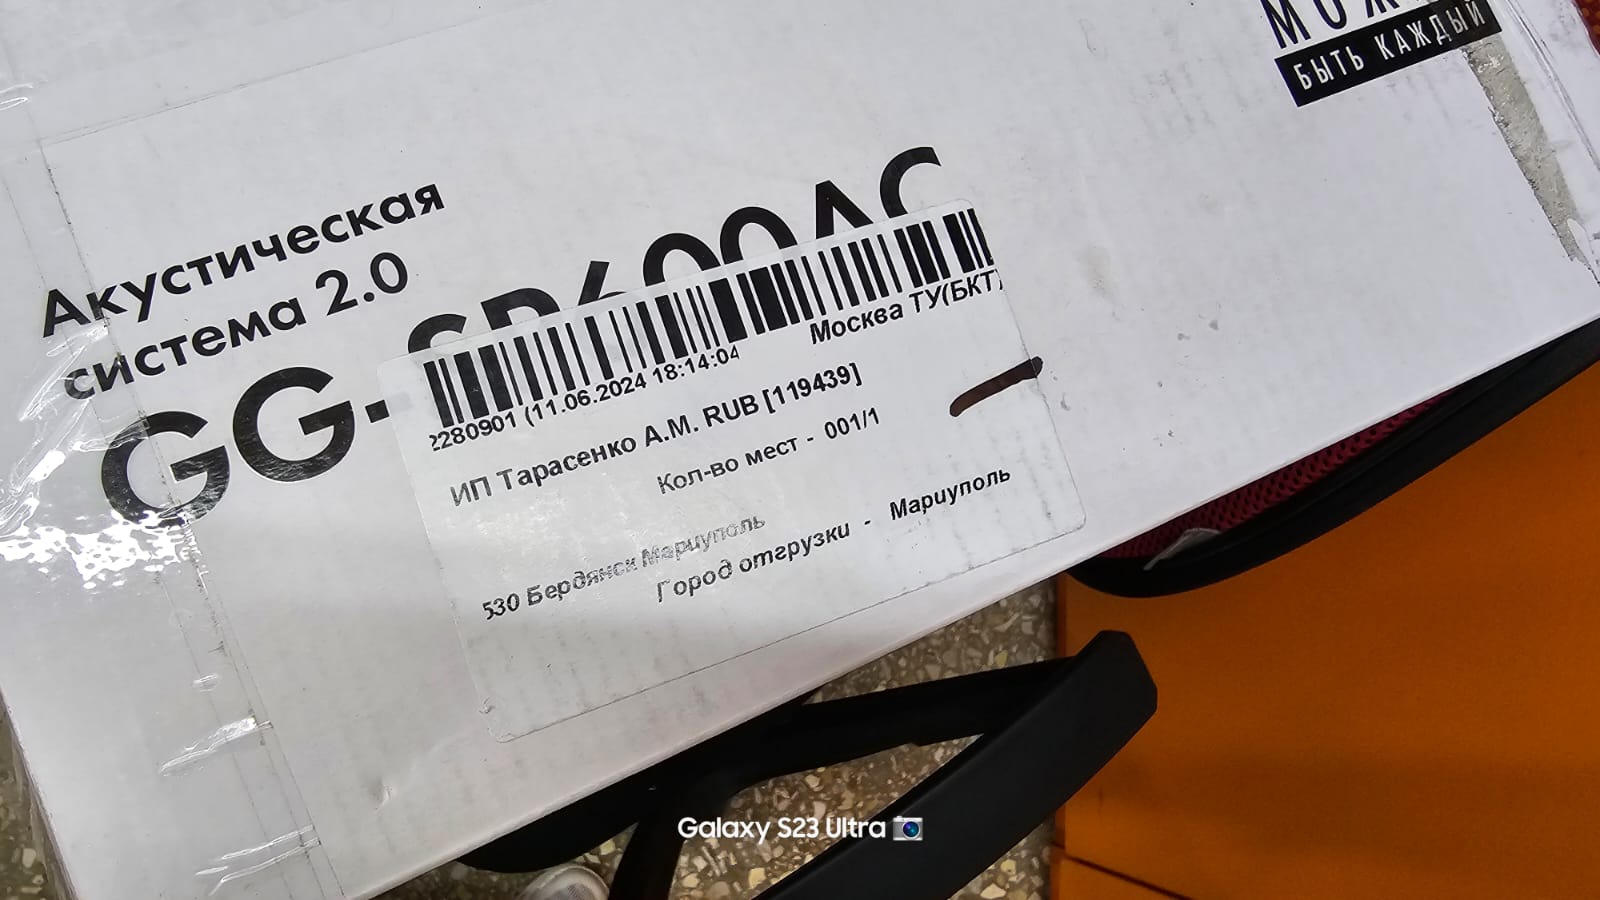 БЫТЬ КАЖДЫЙ
Акустическая
система 2.0
GG-SP600AC
2280901 (11.06.2024 18:14:04
Москва ТУ(БКТ)
ИП Тарасенко А.М. RUB [119439]
Кол-во мест - 001/1
530 Бердянск Мариуполь
Город отгрузки - Мариуполь
Galaxy S23 Ultra